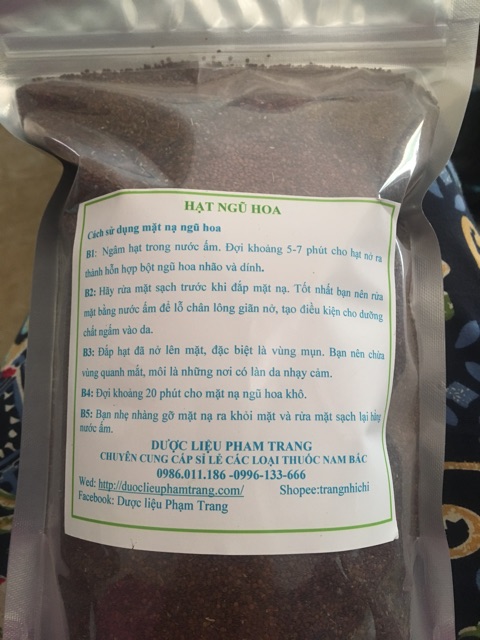 HẠT NGŨ HOA
Cách sử dụng mặt nạ ngũ hoa
B1: Ngâm hạt trong nước ấm. Đợi khoảng 5-7 phút cho hạt nở ra
thành hỗn hợp bột ngũ hoa nhão và dính.
B2: Hãy rửa mặt sạch trước khi đắp mặt nạ. Tốt nhất bạn nên rửa
mặt bằng nước ấm để lỗ chân lông giãn nở, tạo điều kiện cho dưỡng
chất ngấm vào da.
B3: Đắp hạt đã nở lên mặt, đặc biệt là vùng mụn. Bạn nên chừa
vùng quanh mắt, môi là những nơi có làn da nhạy cảm.
B4: Đợi khoảng 20 phút cho mặt nạ ngũ hoa khô.
B5: Bạn nhẹ nhàng gỡ mặt nạ ra khỏi mặt và rửa mặt sạch lại bằng
nước ấm.
DƯỢC LIỆU PHẠM TRANG
CHUYÊN CUNG CẤP SỈ LẺ CÁC LOẠI THUỐC NAM BẮC
0986.011.186 -0996-133-666
Wed: http://duoclieuphamtrang.com/ Shopee:trangnhichi
Facebook: Dược liệu Phạm Trang